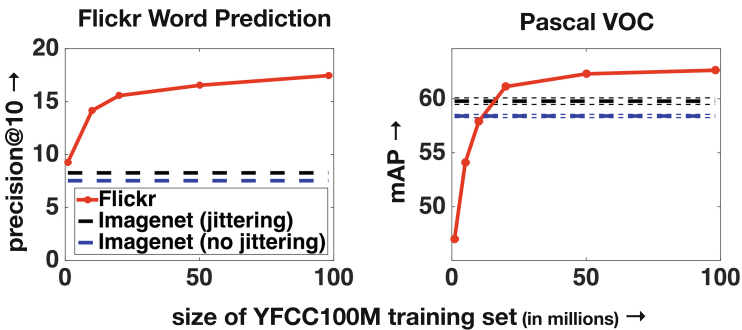 Flickr Word Prediction
Pascal VOC
precision@10 →
20
15
10
5
0
0
50
100
Flickr
Imagenet (jittering)
Imagenet (no jittering)
mAP →
60
55
50
0
50
100
size of YFCC100M training set (in millions) →